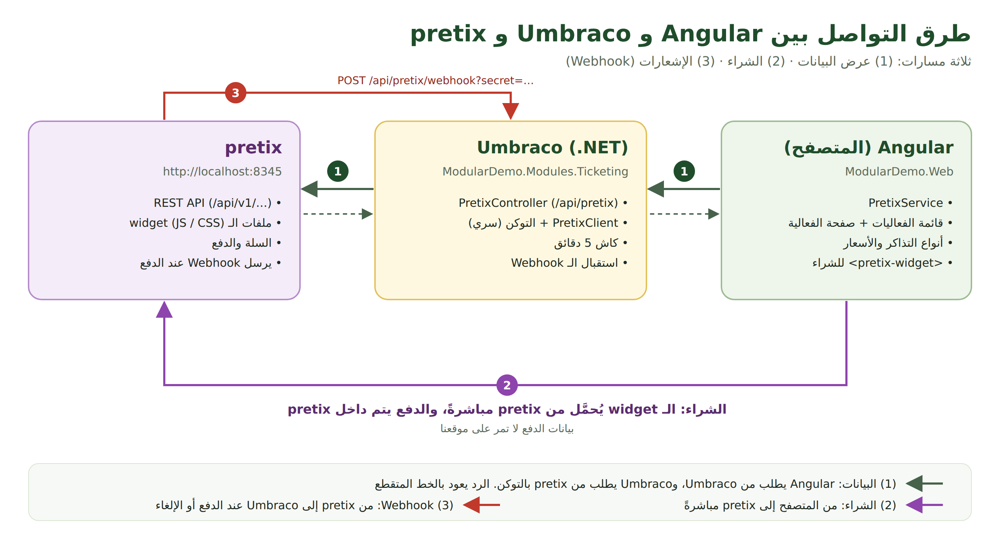 طرق التواصل بين Angular و Umbraco و pretix
ثلاثة مسارات: (1) عرض البيانات · (2) الشراء · (3) الإشعارات (Webhook)
POST /api/pretix/webhook?secret=…
3
Angular (المتصفح)
ModularDemo.Web
• PretixService
• قائمة الفعاليات + صفحة الفعالية
• أنواع التذاكر والأسعار
• <pretix-widget> للشراء
1
Umbraco (.NET)
ModularDemo.Modules.Ticketing
• PretixController (/api/pretix)
• PretixClient + التوكن (سري)
• كاش 5 دقائق
• استقبال الـ Webhook
1
pretix
http://localhost:8345
• REST API (/api/v1/…)
• ملفات الـ widget (JS / CSS)
• السلة والدفع
• يرسل Webhook عند الدفع
2
الشراء: الـ widget يُحمَّل من pretix مباشرةً، والدفع يتم داخل pretix
بيانات الدفع لا تمر على موقعنا
(1) البيانات: Angular يطلب من Umbraco، وUmbraco يطلب من pretix بالتوكن. الرد يعود بالخط المتقطع
(2) الشراء: من المتصفح إلى pretix مباشرةً
(3) Webhook: من pretix إلى Umbraco عند الدفع أو الإلغاء